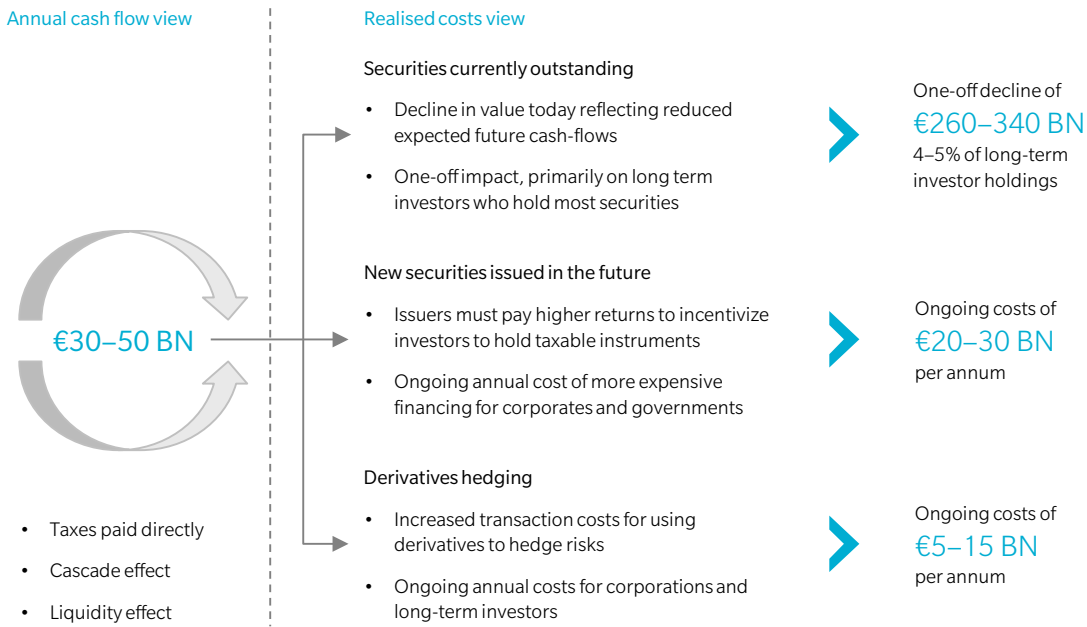 Annual cash flow view
€30–50 BN
• Taxes paid directly
• Cascade effect
• Liquidity effect
Realised costs view
Securities currently outstanding
• Decline in value today reflecting reduced
expected future cash-flows
• One-off impact, primarily on long term
investors who hold most securities
One-off decline of
€260–340 BN
4–5% of long-term
investor holdings
New securities issued in the future
• Issuers must pay higher returns to incentivize
investors to hold taxable instruments
• Ongoing annual cost of more expensive
financing for corporates and governments
Ongoing costs of
€20–30 BN
per annum
Derivatives hedging
• Increased transaction costs for using
derivatives to hedge risks
• Ongoing annual costs for corporations and
long-term investors
Ongoing costs of
€5–15 BN
per annum